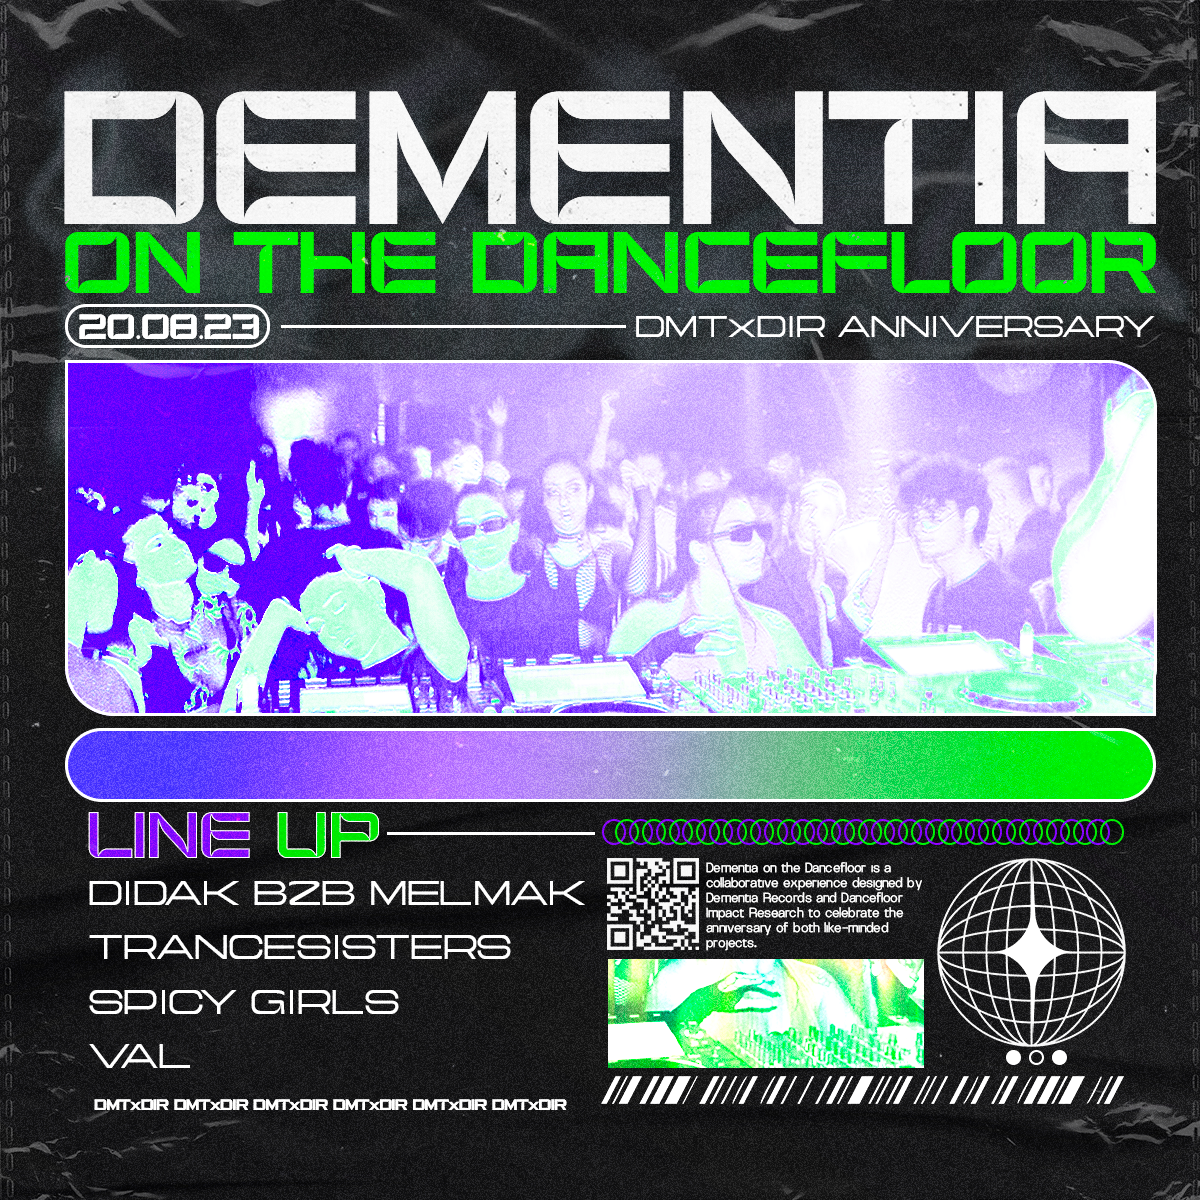 DEMENTIA
ON THE DANCEFLOOR
20.08.23 DMTxDIR ANNIVERSARY
LINE UP
DIDAK BZB MELMAK
TRANCESISTERS
SPICY GIRLS
VAL
DMTxDIR DMTxDIR DMTxDIR DMTxDIR DMTxDIR DMTxDIR
Dementia on the Dancefloor is a
collaborative experience designed by
Dementia Records and Dancefloor
Impact Research to celebrate the
anniversary of both like-minded
projects.